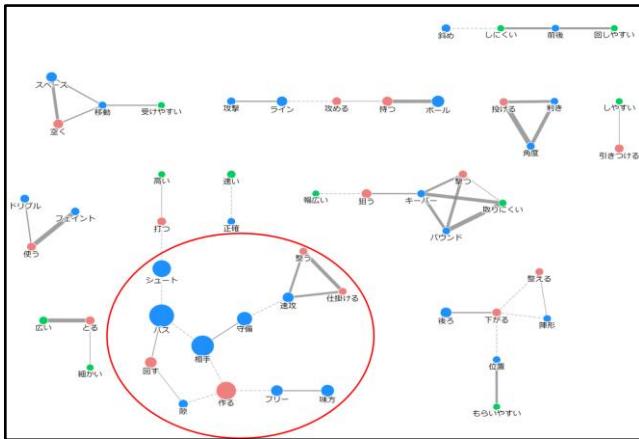 斜め
しにくい
前後
回しやすい
スペース
移動
受けやすい
空く
攻撃
ライン
攻める
持つ
ボール
投げる
利き
角度
しやすい
引きつける
ドリブル
フェイント
使う
高い
打つ
速い
正確
幅広い
狙う
キーパー
撃つ
取りにくい
バウンド
シュート
パス
相手
守備
速攻
整う
仕掛ける
回す
隙
作る
フリー
味方
広い
とる
細かい
整える
後ろ
下がる
陣形
位置
もらいやすい